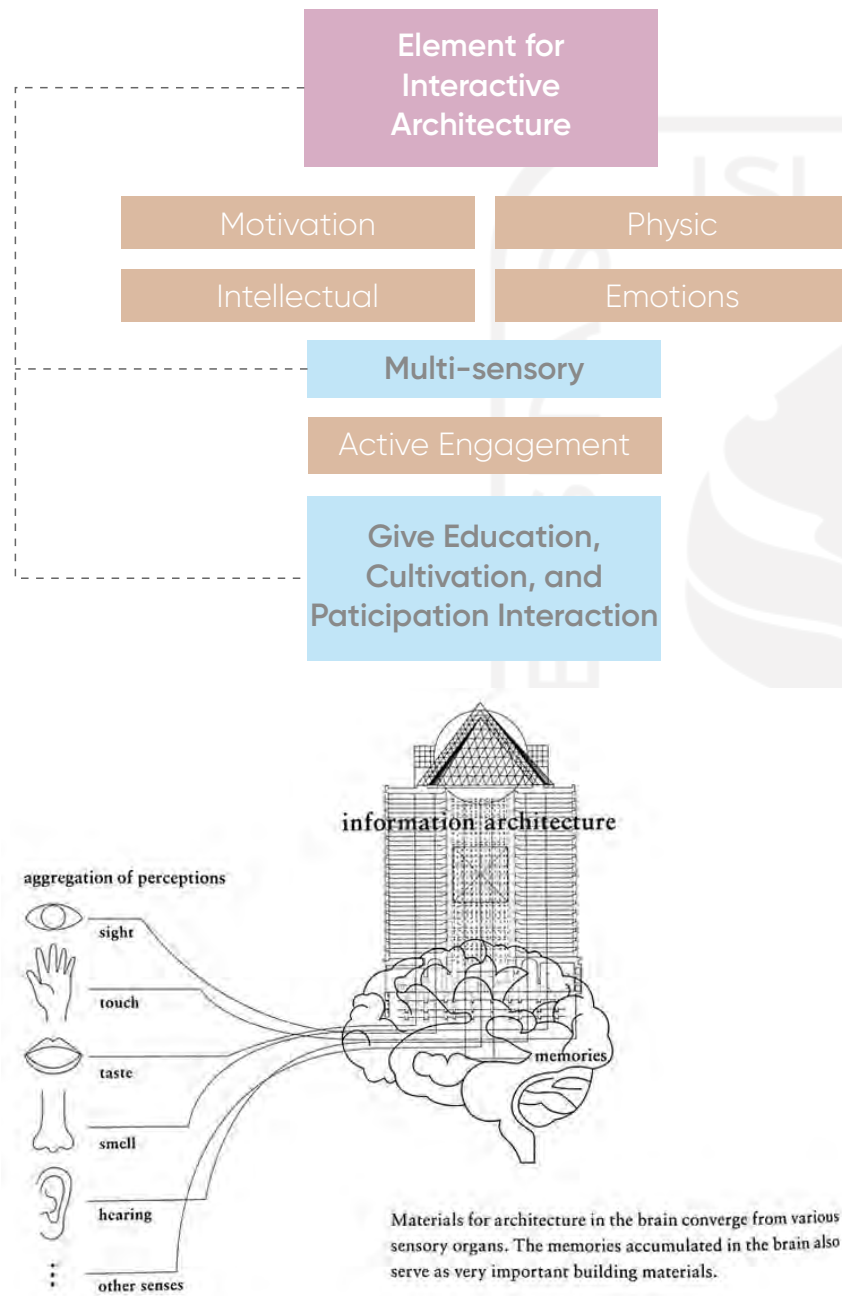 Element for
Interactive
Architecture
Motivation
Physic
Intellectual
Emotions
Multi-sensory
Active Engagement
Give Education,
Cultivation, and
Paticipation Interaction
information architecture
aggregation of perceptions
sight
touch
taste
smell
hearing
other senses
memories
Materials for architecture in the brain converge from various
sensory organs. The memories accumulated in the brain also
serve as very important building materials.